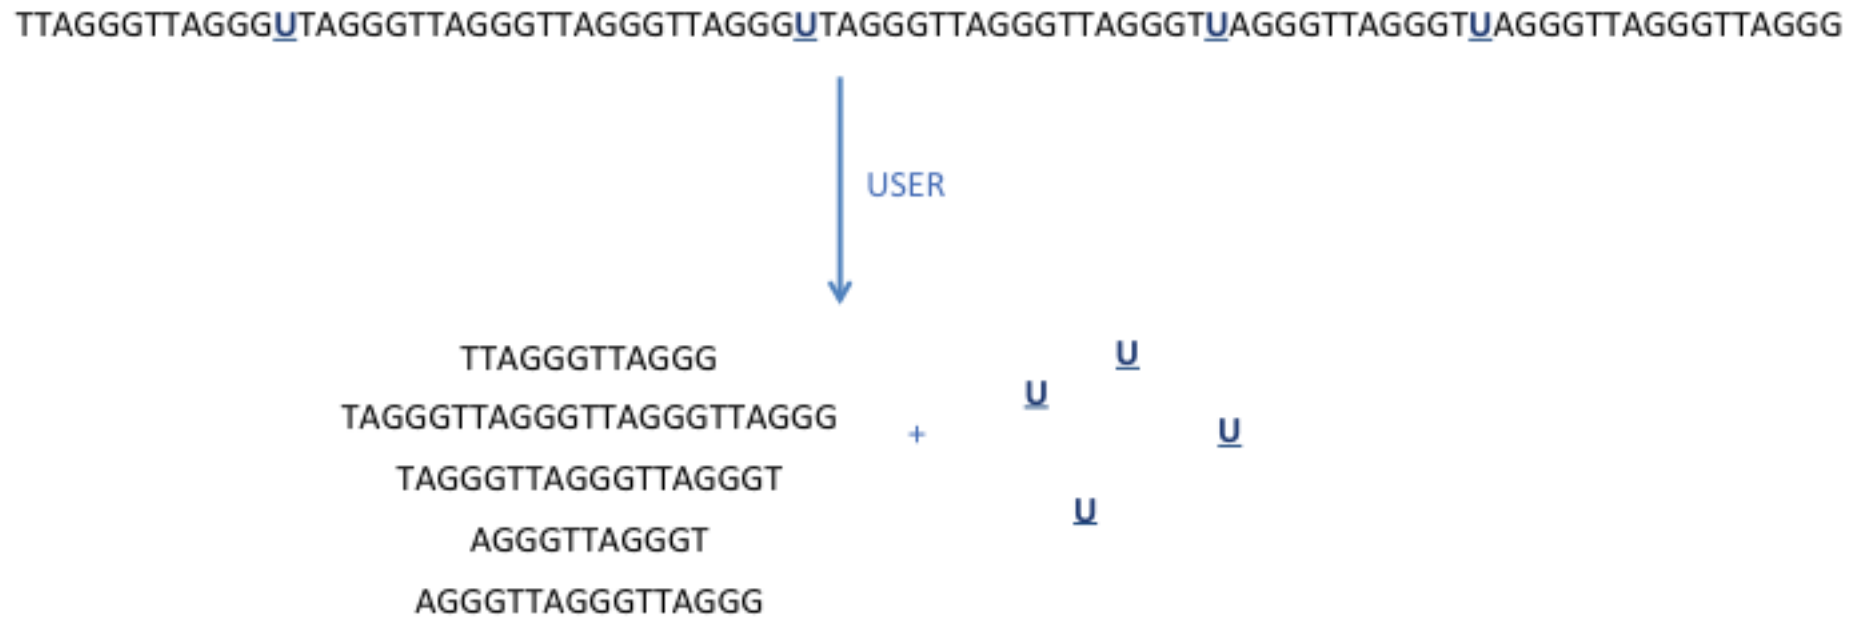 TTAGGGTTAGGGUTAGGGTTAGGGTTAGGGTTAGGGUTAGGGTTAGGGTTAGGGTUAGGGTTAGGGTUAGGGTTAGGGTTAGGG
USER
TTAGGGTTAGGG
TAGGGTTAGGGTTAGGGTTAGGG
TAGGGTTAGGGTTAGGGT
AGGGTTAGGGT
AGGGTTAGGGTTAGGG
+
U
U
U
U